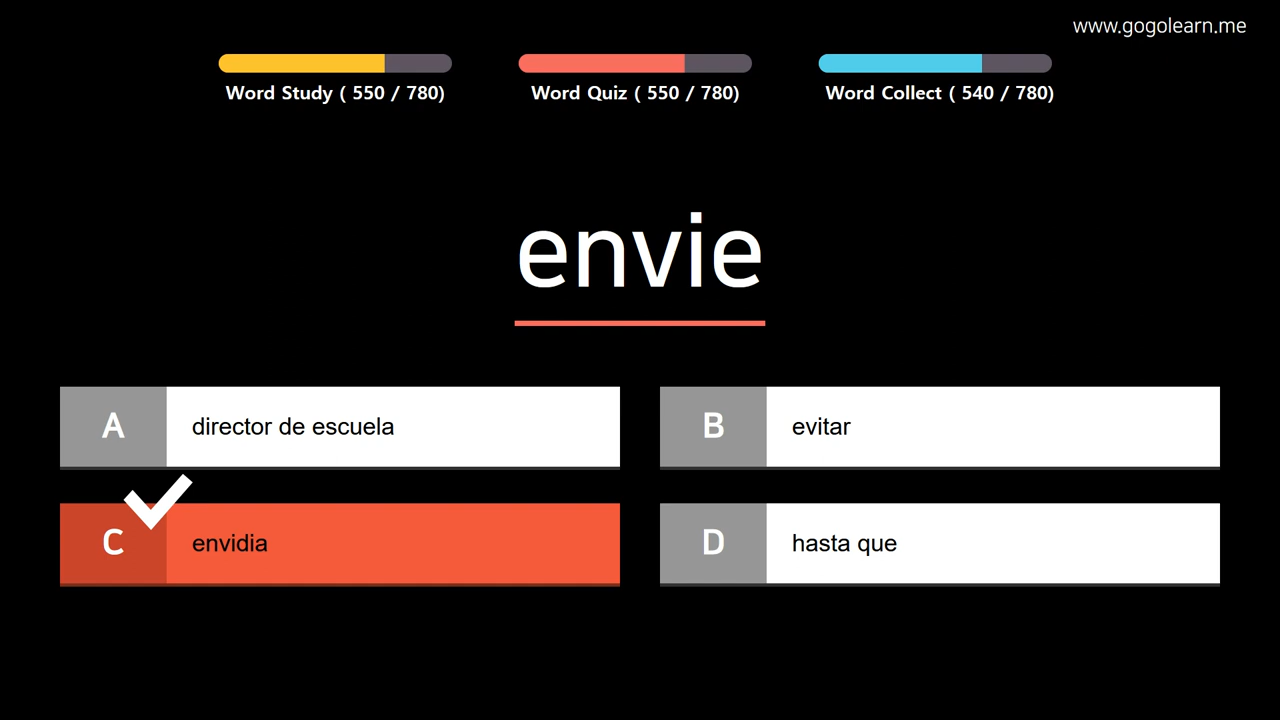 www.gogolearn.me
Word Study ( 550 / 780)
Word Quiz ( 550 / 780)
Word Collect ( 540 / 780)
envie
A
director de escuela
B
evitar
C
envidia
D
hasta que